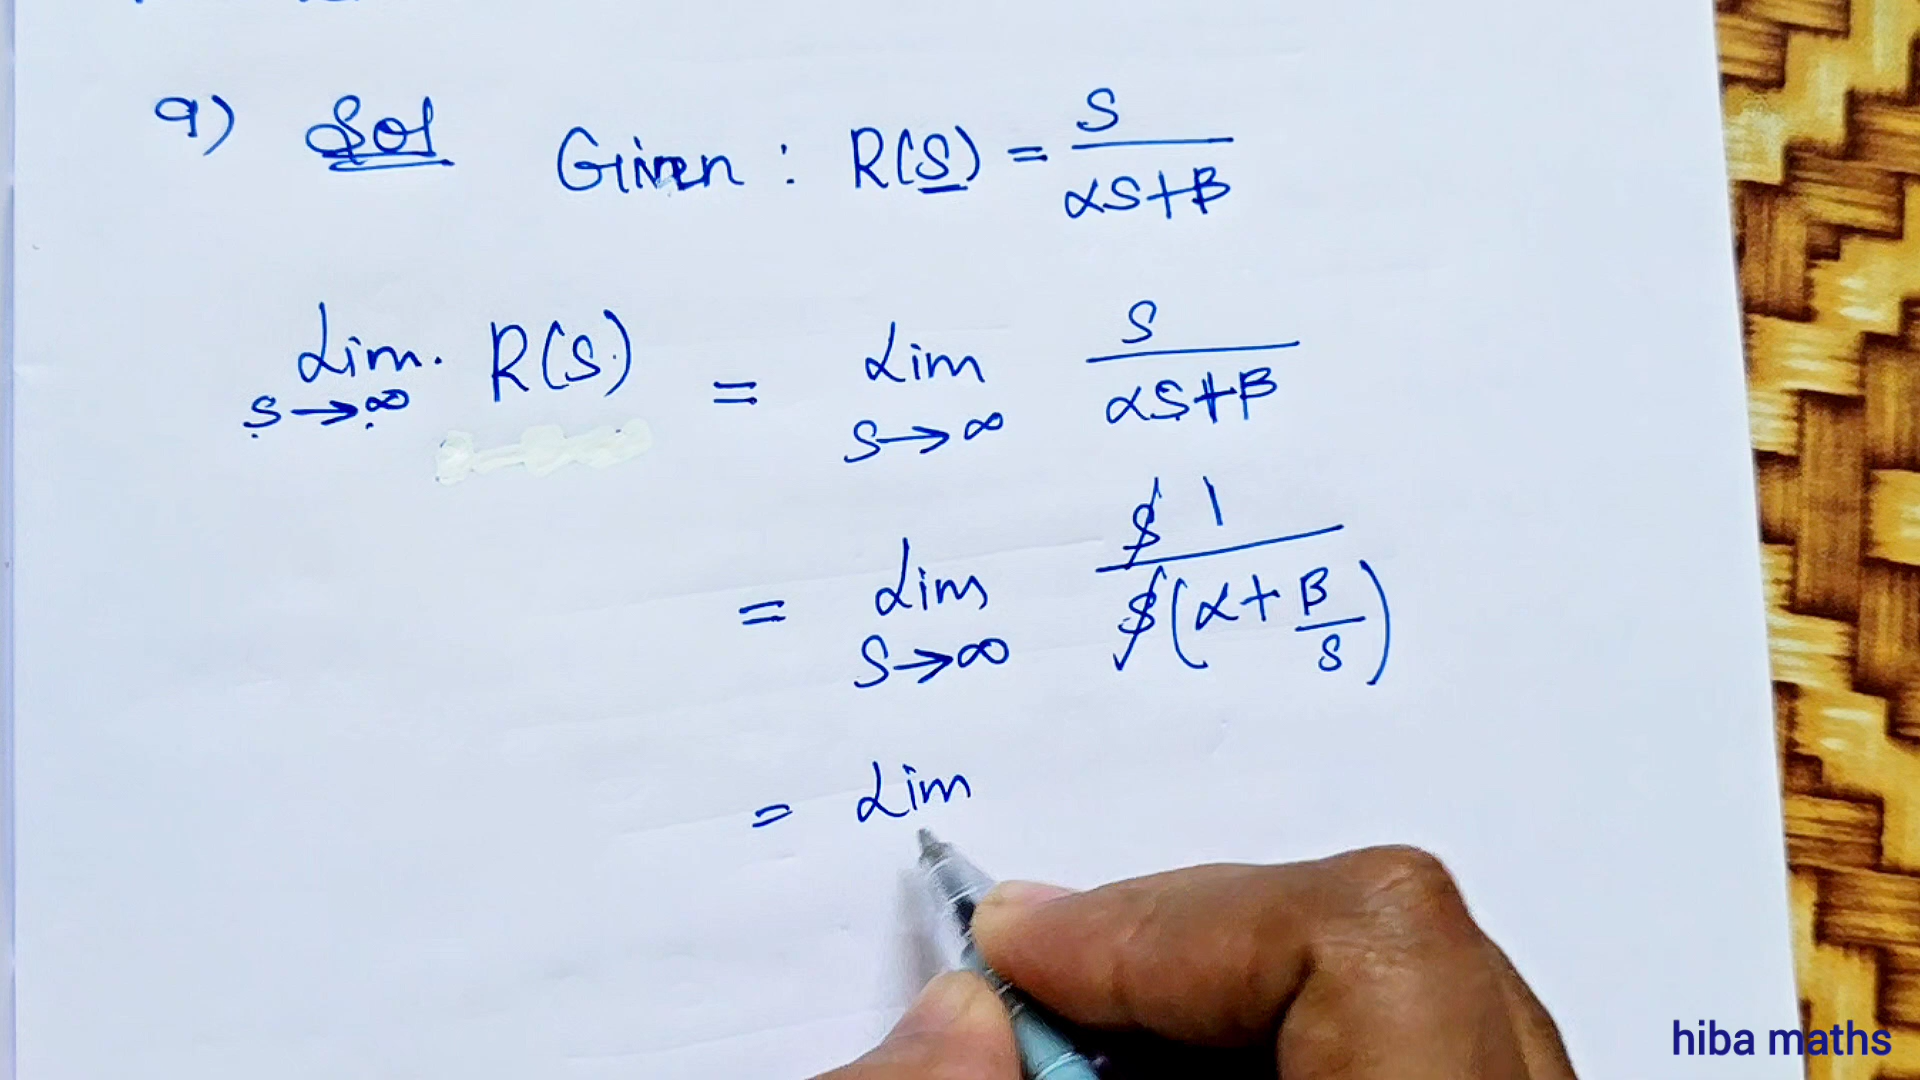 9) Sol Given : R(S) = S/(αS+β)
Lim S→∞ R(S) = Lim S→∞ S/(αS+β)
= Lim S→∞ S 1/S(α+β/S)
= Lim
hiba maths